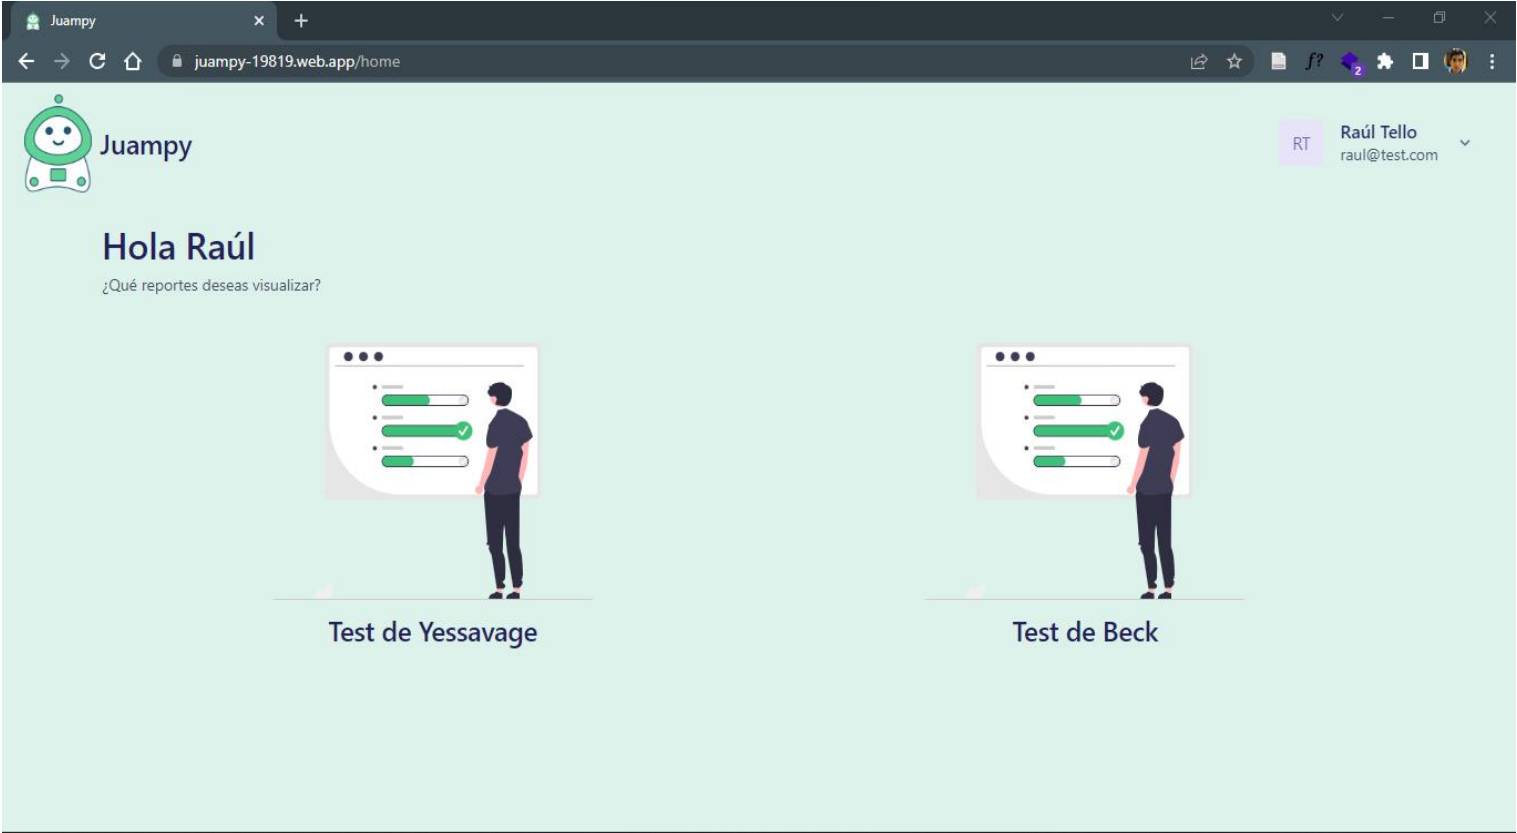 Juampy
juampy-19819.web.app/home
f?
2
Juampy
RT
Raúl Tello
raul@test.com
Hola Raúl
¿Qué reportes deseas visualizar?
Test de Yessavage
Test de Beck